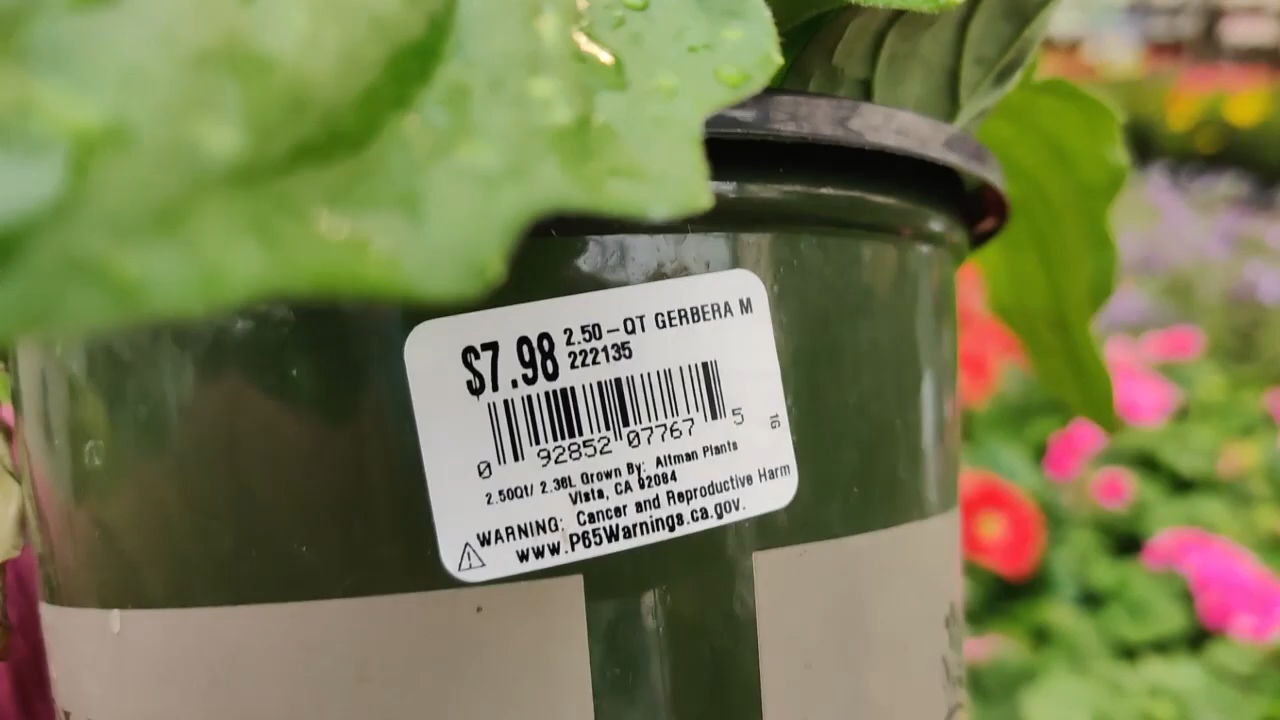 $7.98 2.50-QT GERBERA M
222135
0 92852 07767 5
1G
2.50Qt/ 2.36L Grown By: Altman Plants
Vista, CA 92084
WARNING: Cancer and Reproductive Harm
www.P65Warnings.ca.gov.